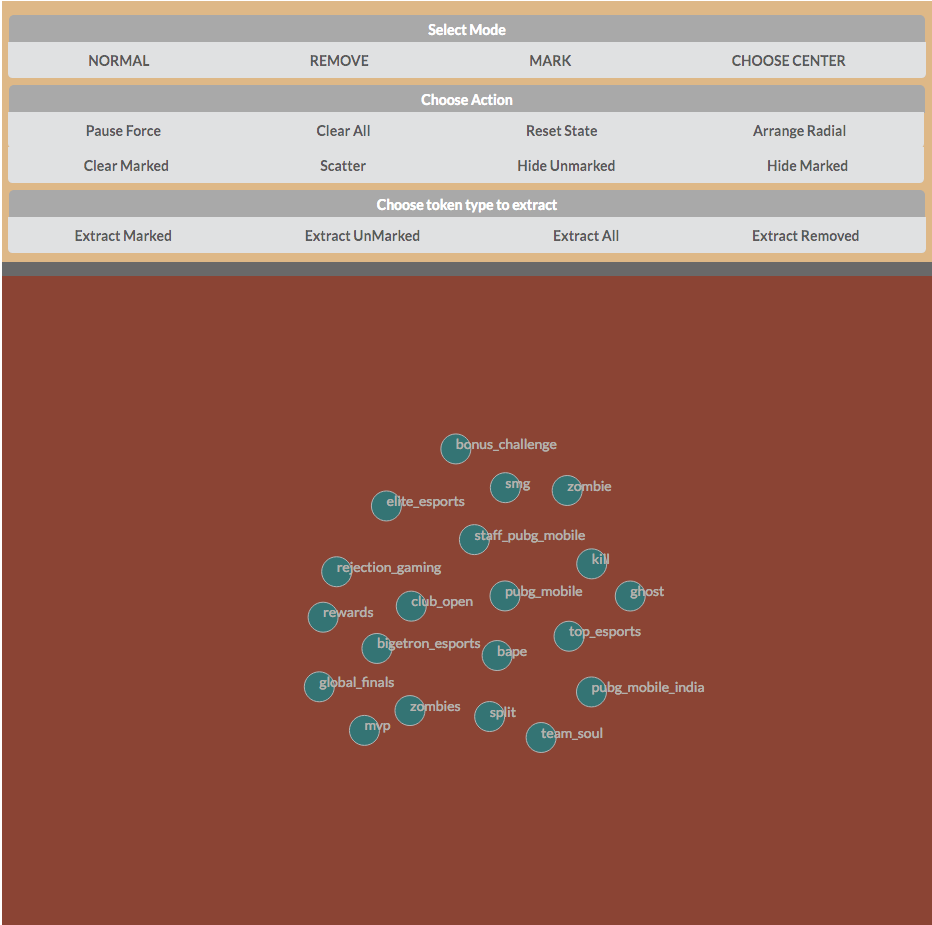 Select Mode
NORMAL REMOVE MARK CHOOSE CENTER
Choose Action
Pause Force Clear All Reset State Arrange Radial
Clear Marked Scatter Hide Unmarked Hide Marked
Choose token type to extract
Extract Marked Extract UnMarked Extract All Extract Removed
bonus_challenge
smg zombie
elite_esports
staff_pubg_mobile
kill
rejection_gaming
pubg_mobile ghost
club_open
rewards
top_esports
bigetron_esports
bape
global_finals
pubg_mobile_india
zombies
split
mvp
team_soul